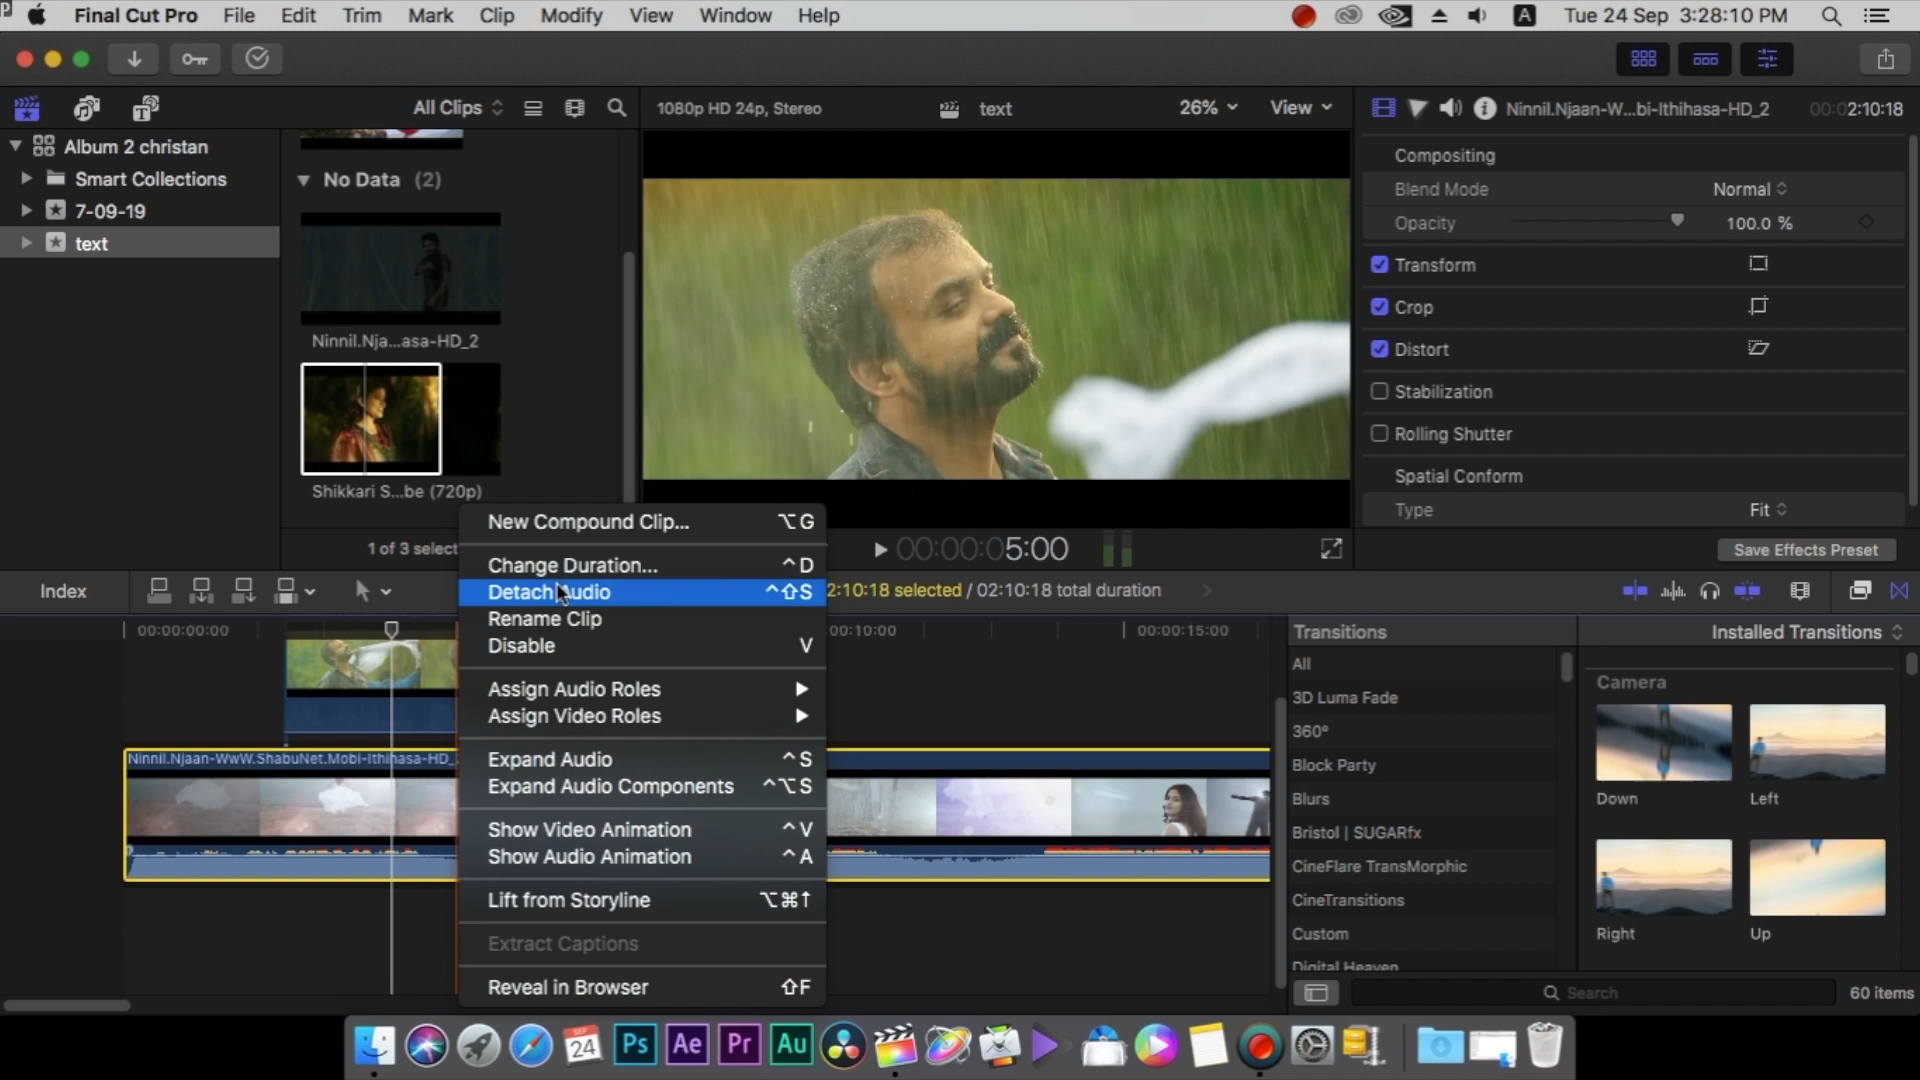 Final Cut Pro File Edit Trim Mark Clip Modify View Window Help A Tue 24 Sep 3:28:10 PM
All Clips
1080p HD 24p, Stereo
text
26%
View
Ninnil.Njaan-W...bi-Ithihasa-HD_2
00:02:10:18
Album 2 christan
Smart Collections
7-09-19
text
No Data (2)
Ninnil.Nja...asa-HD_2
Shikkari S...be (720p)
1 of 3 select
00:00:05:00
Compositing
Blend Mode Normal
Opacity 100.0 %
Transform
Crop
Distort
Stabilization
Rolling Shutter
Spatial Conform
Type Fit
Save Effects Preset
Index
2:10:18 selected / 02:10:18 total duration
00:00:00:00
00:10:00
00:00:15:00
Ninnil.Njaan-WwW.ShabuNet.Mobi-Ithihasa-HD_
New Compound Clip... ⌥G
Change Duration... ^D
Detach Audio ^⇧S
Rename Clip
Disable V
Assign Audio Roles ▶
Assign Video Roles ▶
Expand Audio ^S
Expand Audio Components ^⌥S
Show Video Animation ^V
Show Audio Animation ^A
Lift from Storyline ⌥⌘↑
Extract Captions
Reveal in Browser ⇧F
Transitions
All
3D Luma Fade
360°
Block Party
Blurs
Bristol | SUGARfx
CineFlare TransMorphic
CineTransitions
Custom
Digital Heaven
Installed Transitions
Camera
Down
Left
Right
Up
Search
60 items
SEP
24
Ps
Ae
Pr
Au